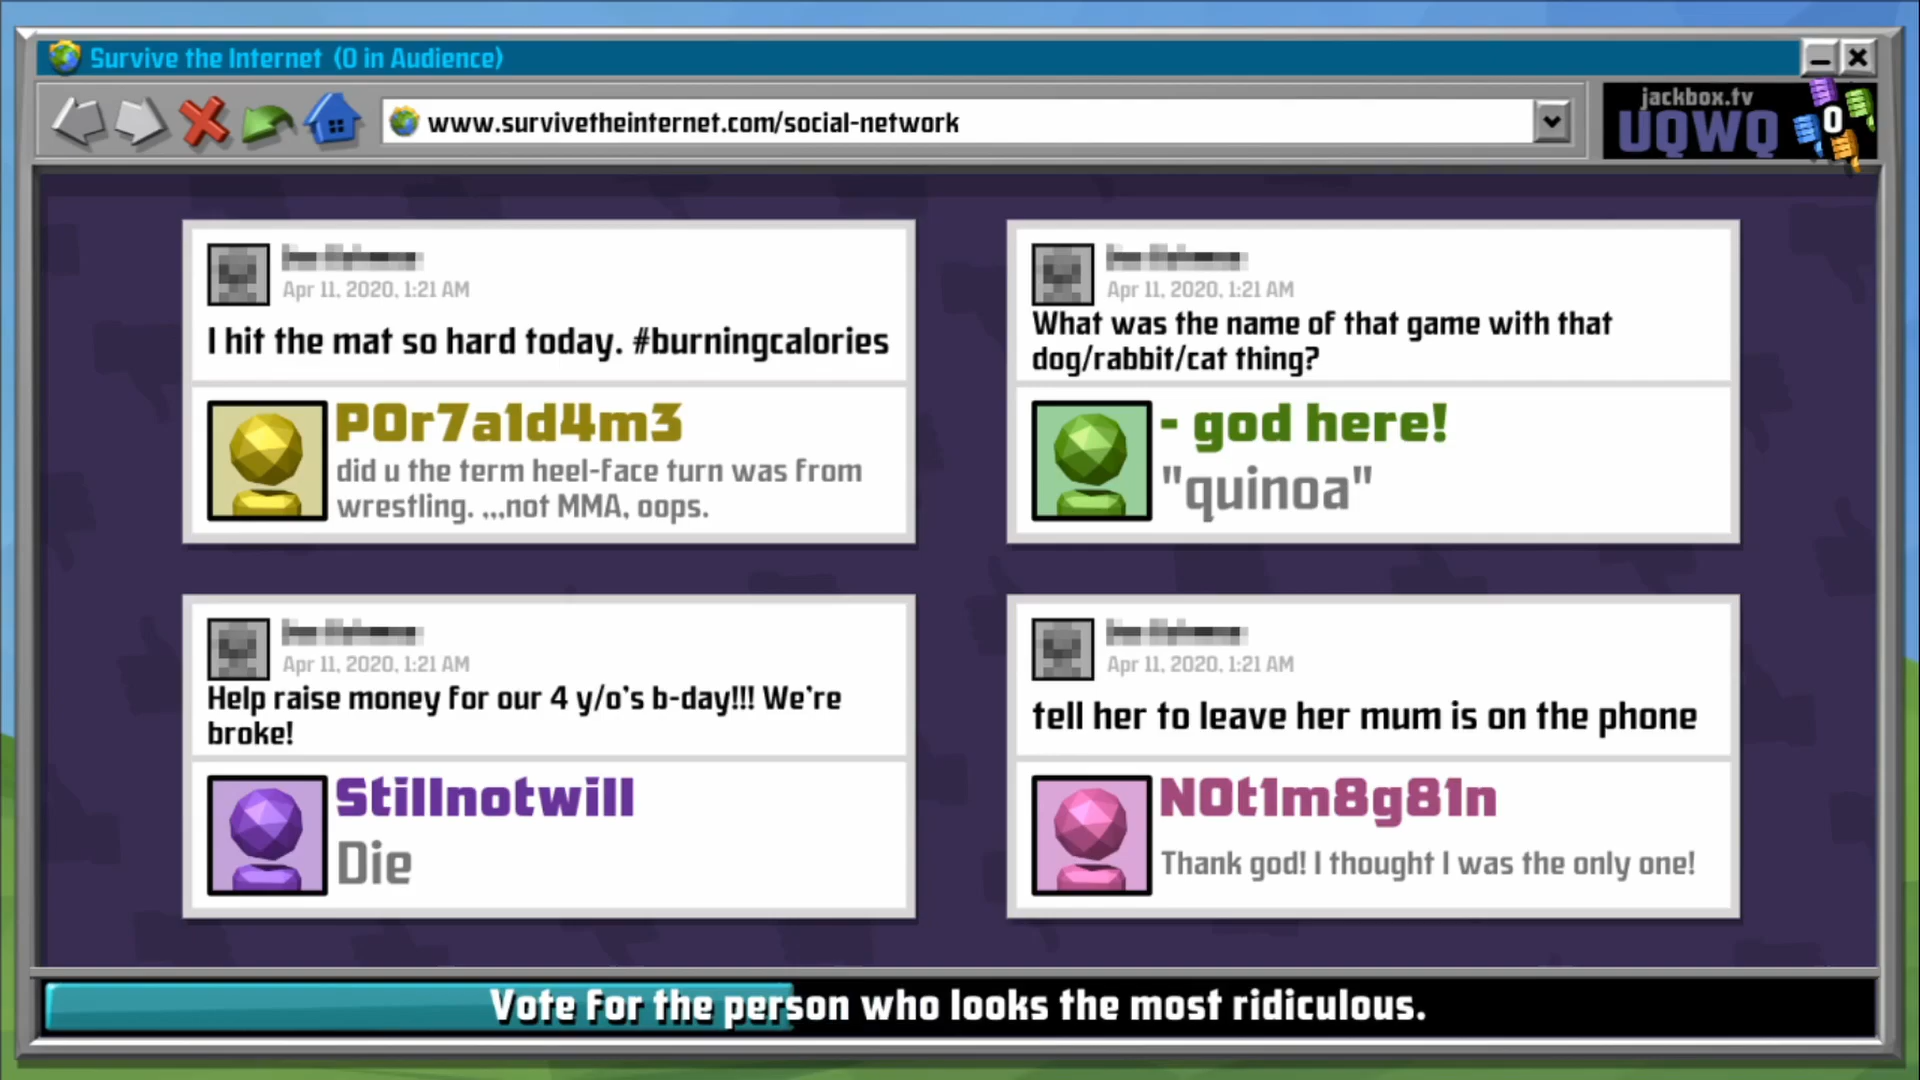 Survive the Internet (0 in Audience)
www.survivetheinternet.com/social-network
jackbox.tv
UQWQ
0
Apr 11, 2020, 1:21 AM
I hit the mat so hard today. #burningcalories
P0r7a1d4m3
did u the term heel-face turn was from
wrestling. ,,,not MMA, oops.
Apr 11, 2020, 1:21 AM
What was the name of that game with that
dog/rabbit/cat thing?
- god here!
"quinoa"
Apr 11, 2020, 1:21 AM
Help raise money for our 4 y/o's b-day!!! We're
broke!
Stillnotwill
Die
Apr 11, 2020, 1:21 AM
tell her to leave her mum is on the phone
N0t1m8g81n
Thank god! I thought I was the only one!
Vote for the person who looks the most ridiculous.